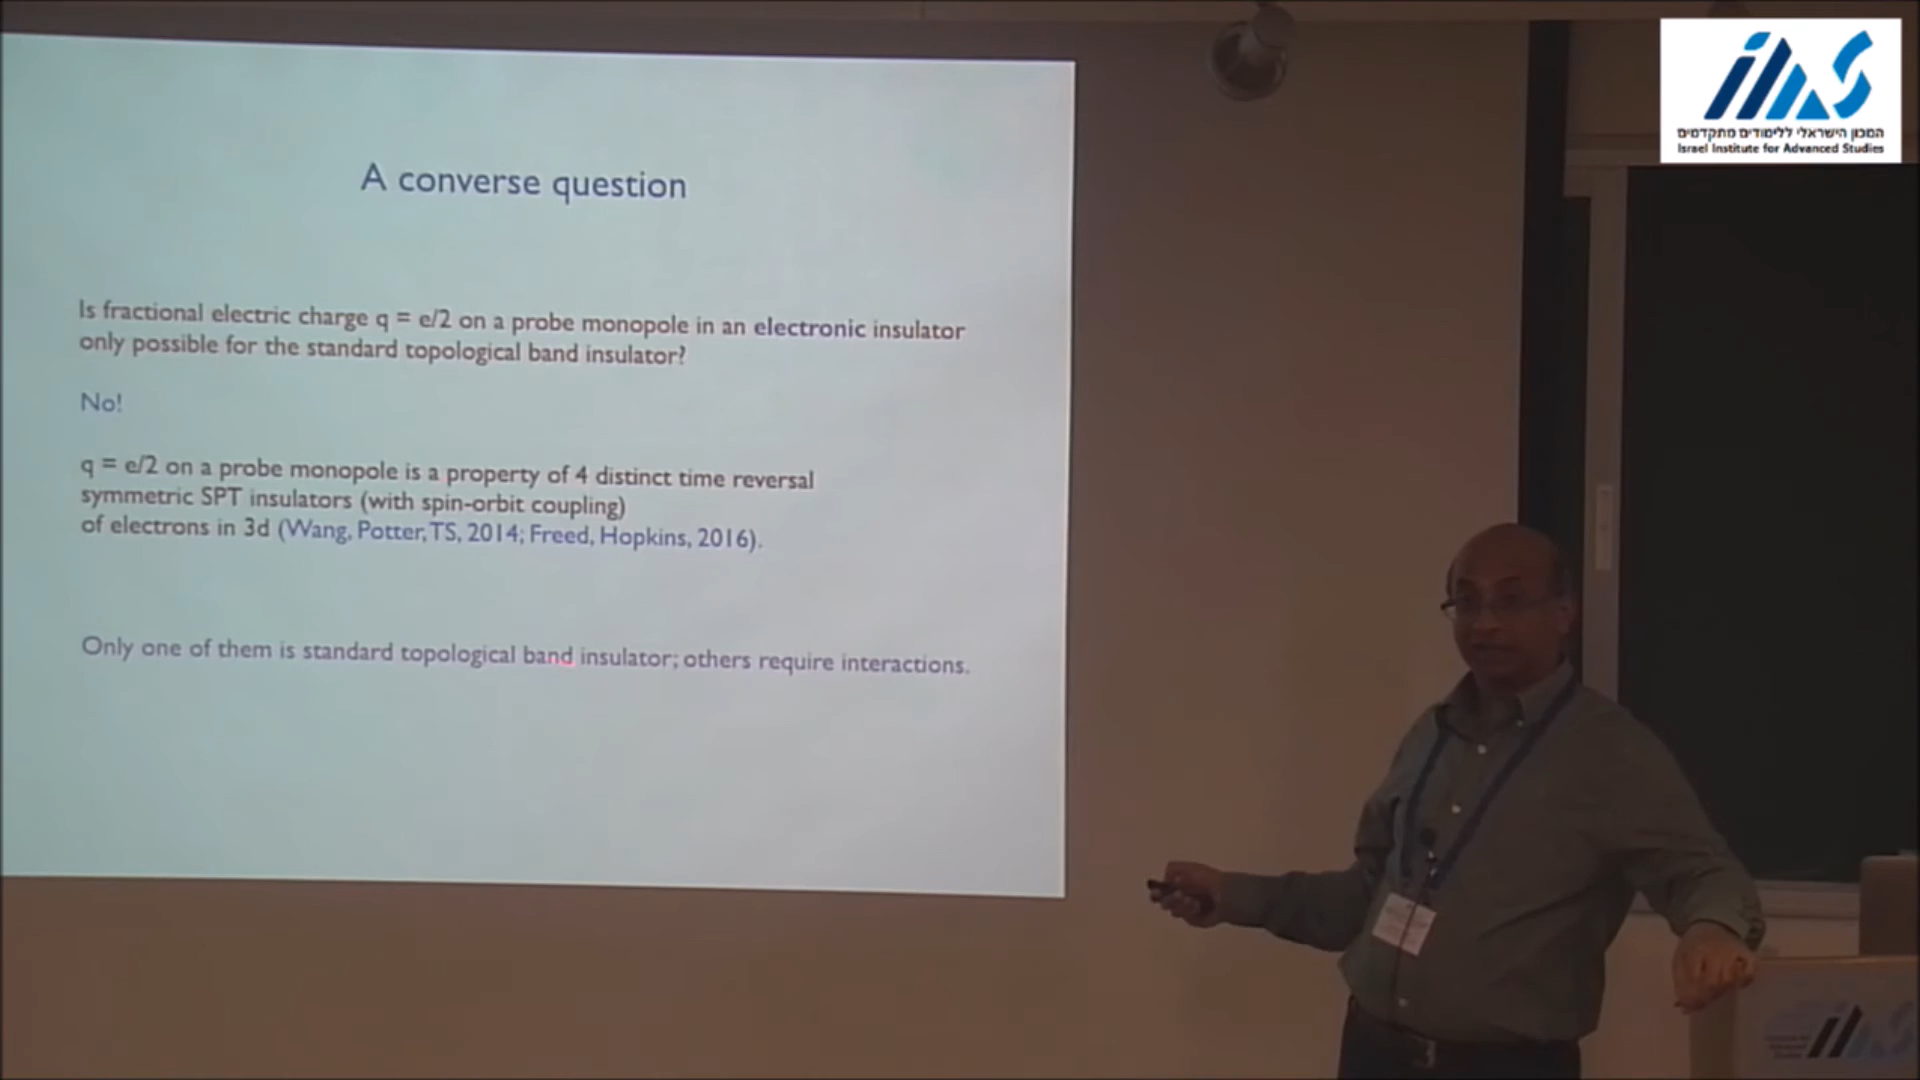 המכון הישראלי ללימודים מתקדמים
Israel Institute for Advanced Studies
A converse question
Is fractional electric charge q = e/2 on a probe monopole in an electronic insulator
only possible for the standard topological band insulator?
No!
q = e/2 on a probe monopole is a property of 4 distinct time reversal
symmetric SPT insulators (with spin-orbit coupling)
of electrons in 3d (Wang, Potter, TS, 2014; Freed, Hopkins, 2016).
Only one of them is standard topological band insulator; others require interactions.